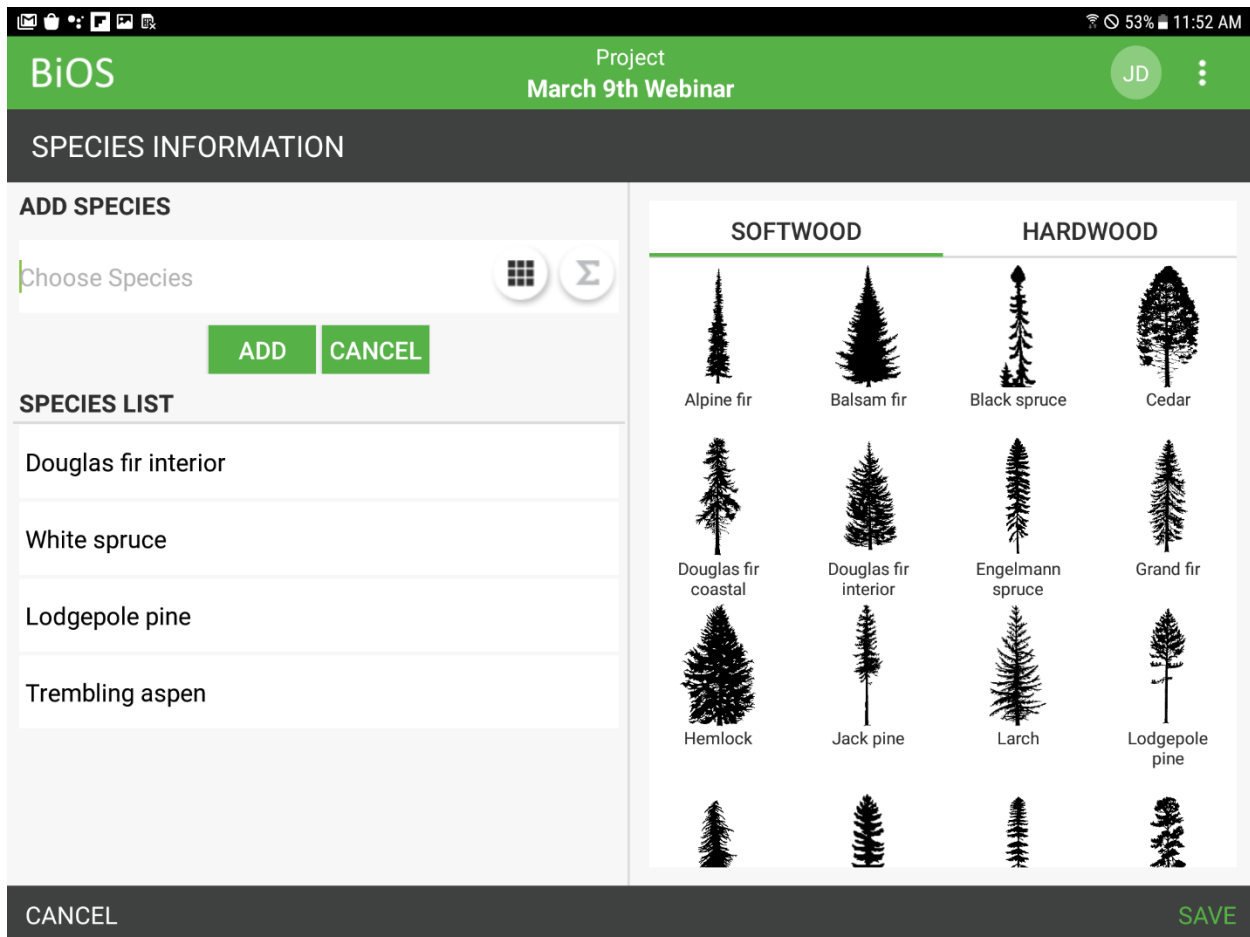 53% 11:52 AM
BiOS
Project
March 9th Webinar
JD
SPECIES INFORMATION
ADD SPECIES
Choose Species
Σ
ADD
CANCEL
SPECIES LIST
Douglas fir interior
White spruce
Lodgepole pine
Trembling aspen
SOFTWOOD
HARDWOOD
Alpine fir
Balsam fir
Black spruce
Cedar
Douglas fir
coastal
Douglas fir
interior
Engelmann
spruce
Grand fir
Hemlock
Jack pine
Larch
Lodgepole
pine
CANCEL
SAVE